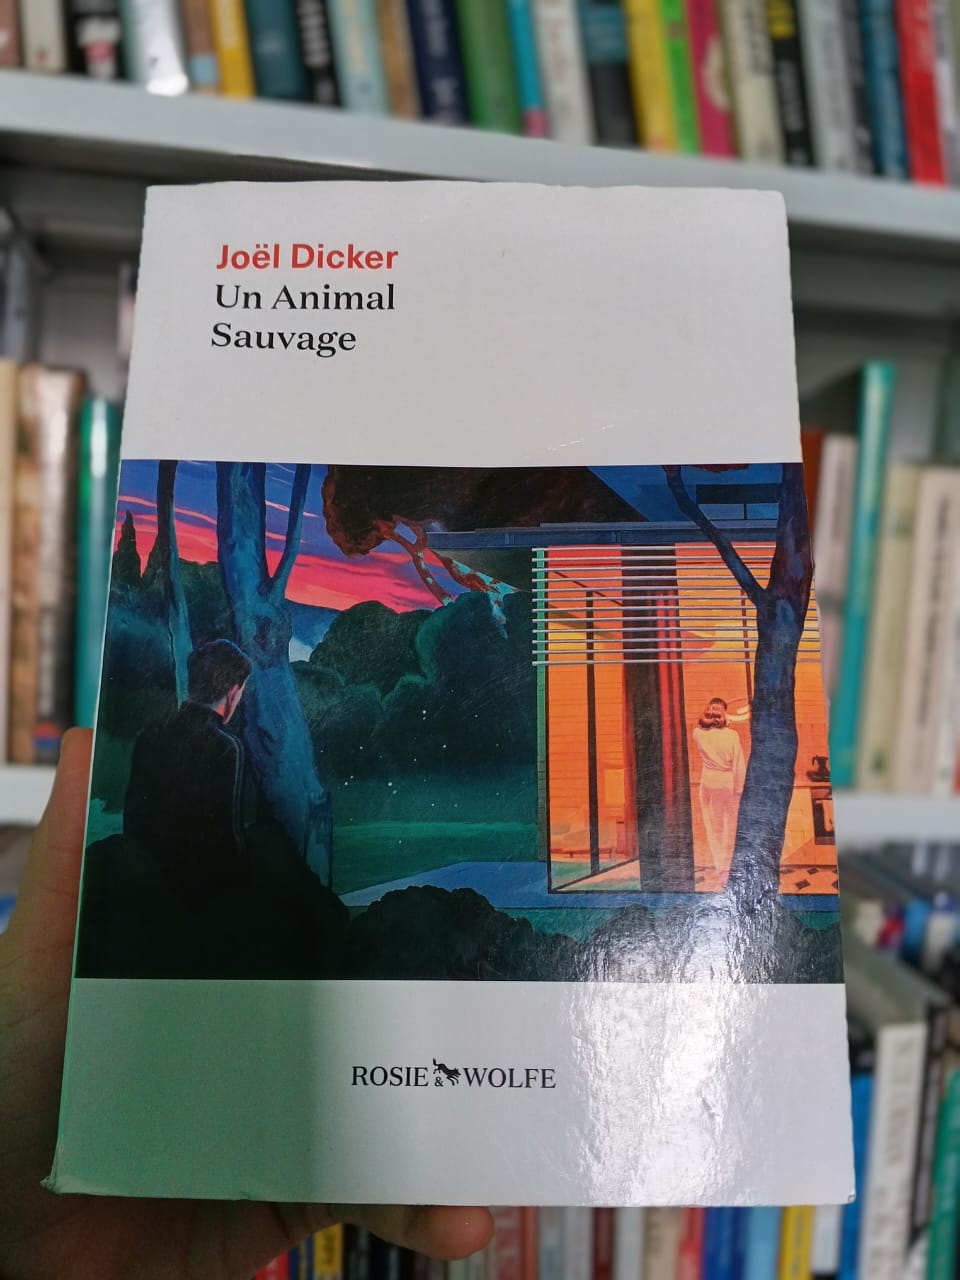 Joël Dicker
Un Animal
Sauvage
ROSIE & WOLFE